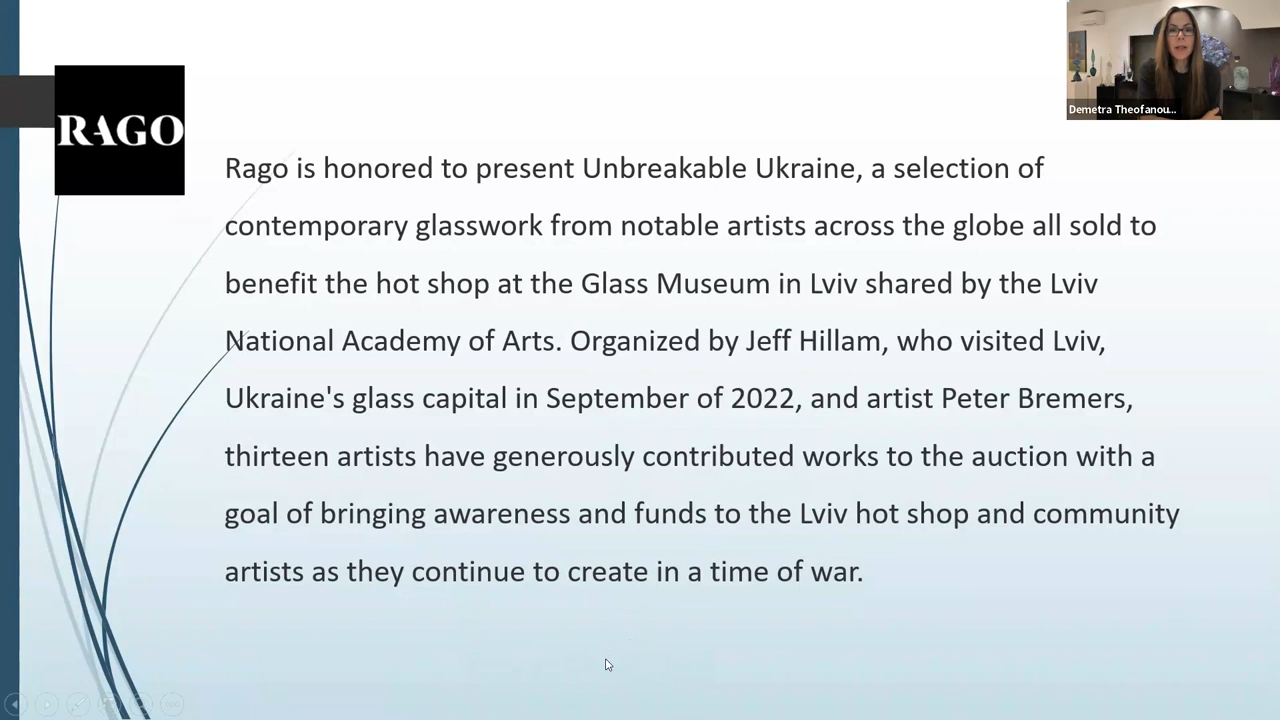 Demetra Theofanou...
RAGO
Rago is honored to present Unbreakable Ukraine, a selection of
contemporary glasswork from notable artists across the globe all sold to
benefit the hot shop at the Glass Museum in Lviv shared by the Lviv
National Academy of Arts. Organized by Jeff Hillam, who visited Lviv,
Ukraine's glass capital in September of 2022, and artist Peter Bremers,
thirteen artists have generously contributed works to the auction with a
goal of bringing awareness and funds to the Lviv hot shop and community
artists as they continue to create in a time of war.